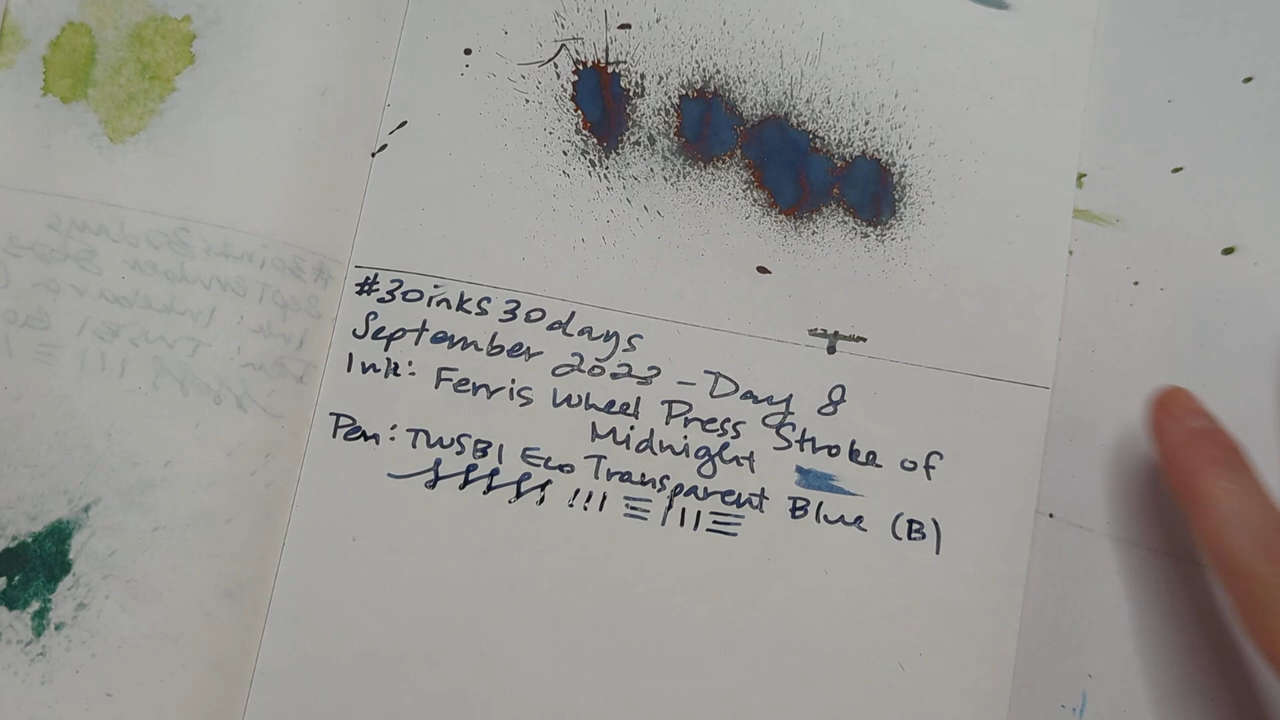 #30inks30days
September 2023 - Day 8
Ink: Ferris Wheel Press Stroke of
Midnight
Pen: TWSBI Eco Transparent Blue (B)